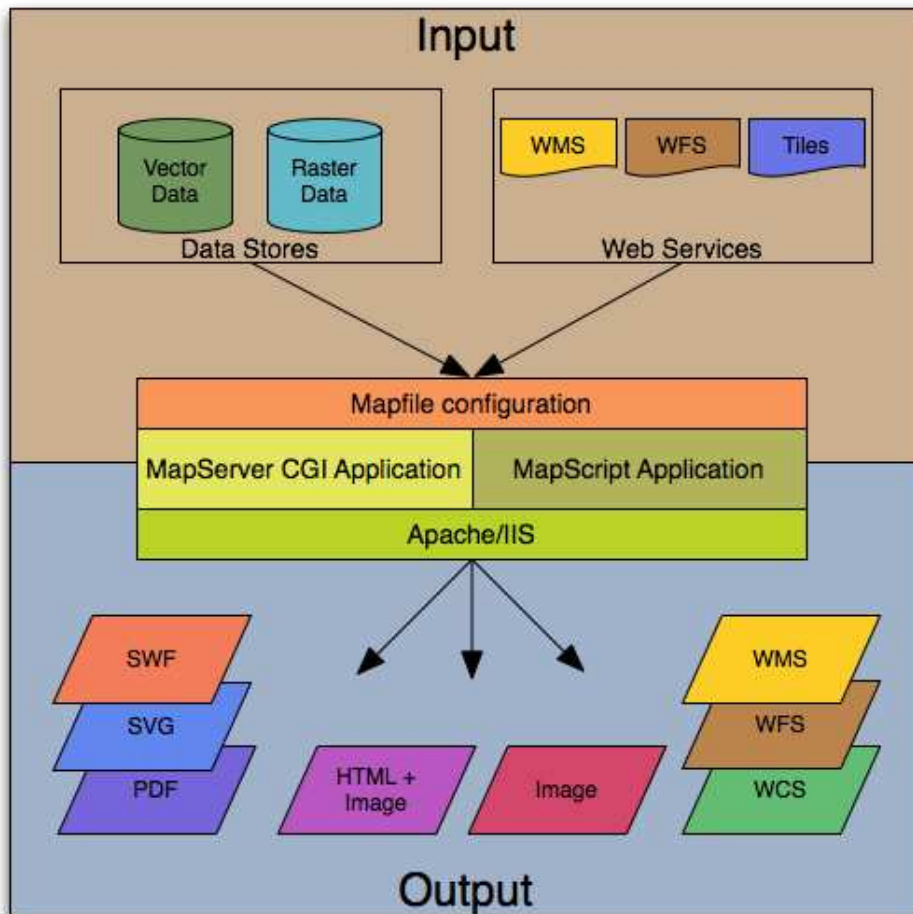 Input
Vector
Data
Raster
Data
Data Stores
WMS
WFS
Tiles
Web Services
Mapfile configuration
MapServer CGI Application
MapScript Application
Apache/IIS
SWF
SVG
PDF
HTML +
Image
Image
WMS
WFS
WCS
Output